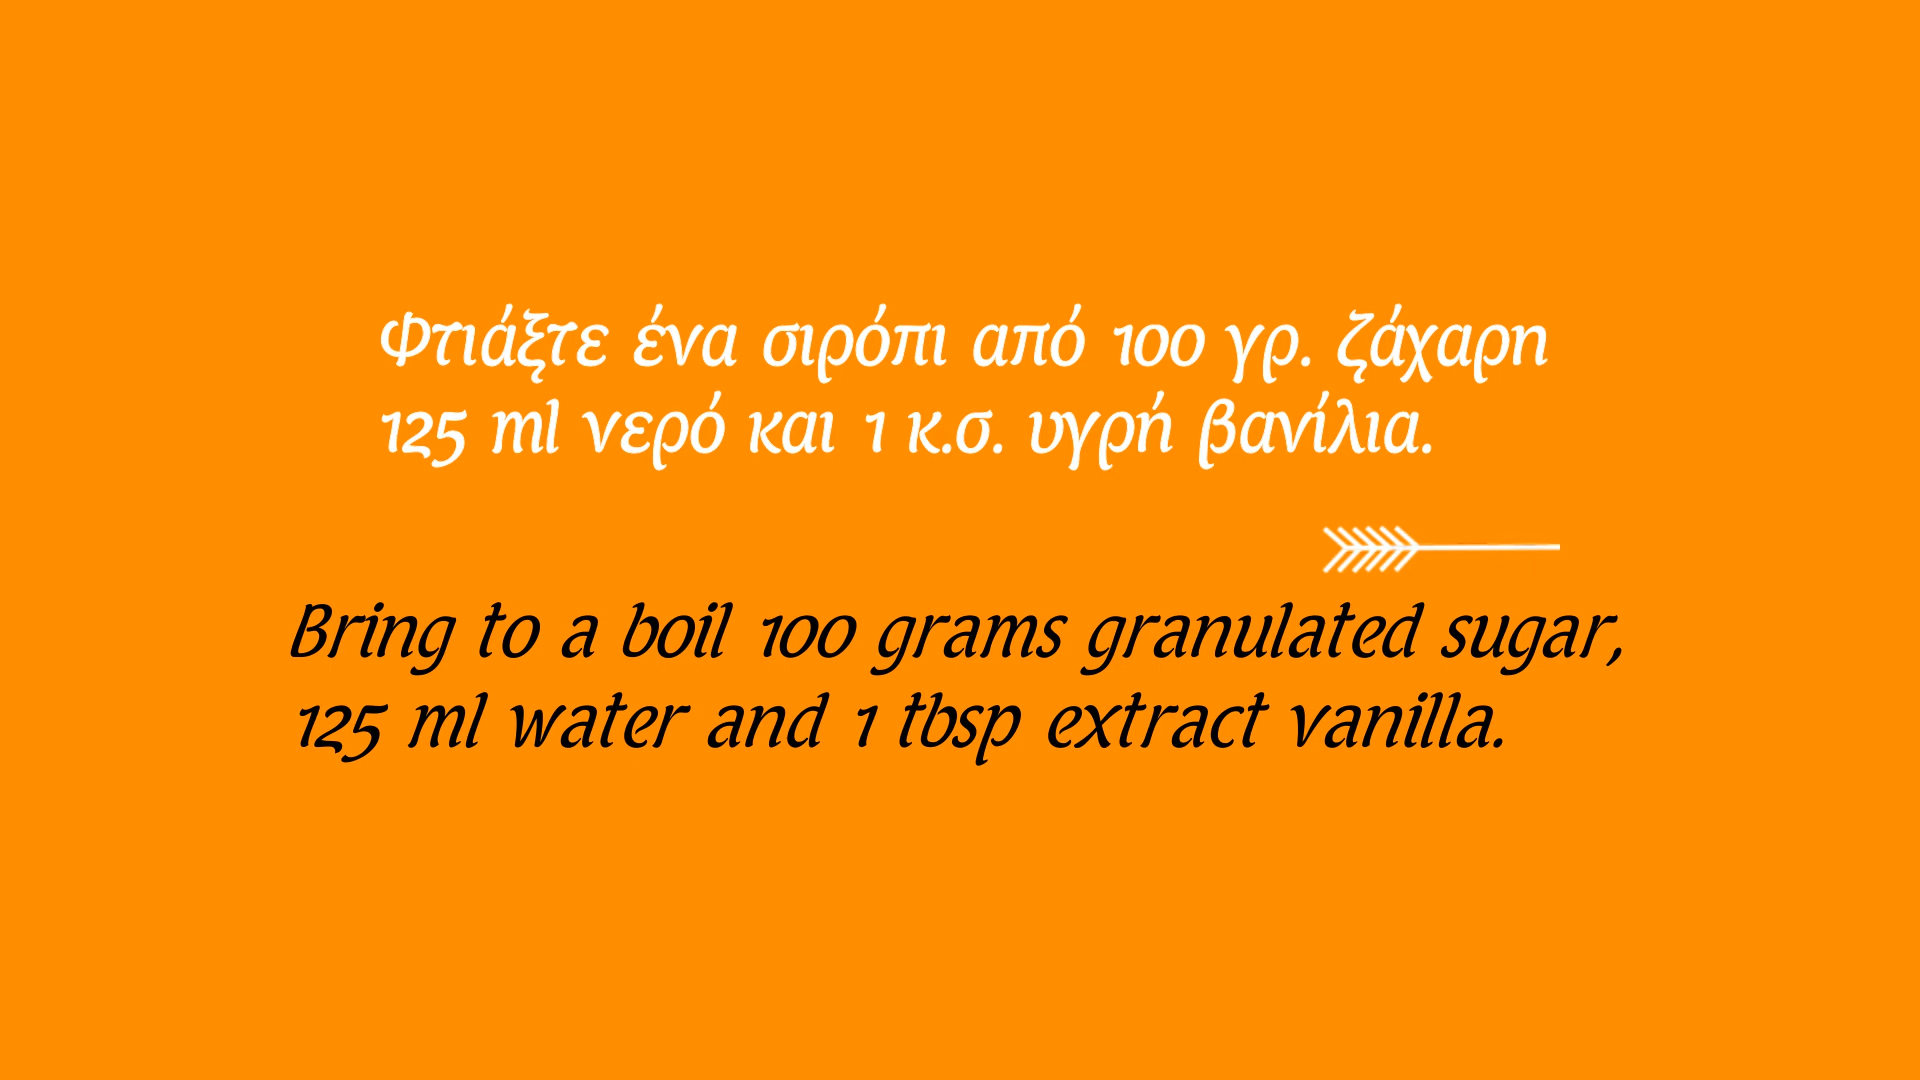 Φτιάξτε ένα σιρόπι από 100 γρ. ζάχαρη
125 ml νερό και 1 κ.σ. υγρή βανίλια.
Bring to a boil 100 grams granulated sugar,
125 ml water and 1 tbsp extract vanilla.